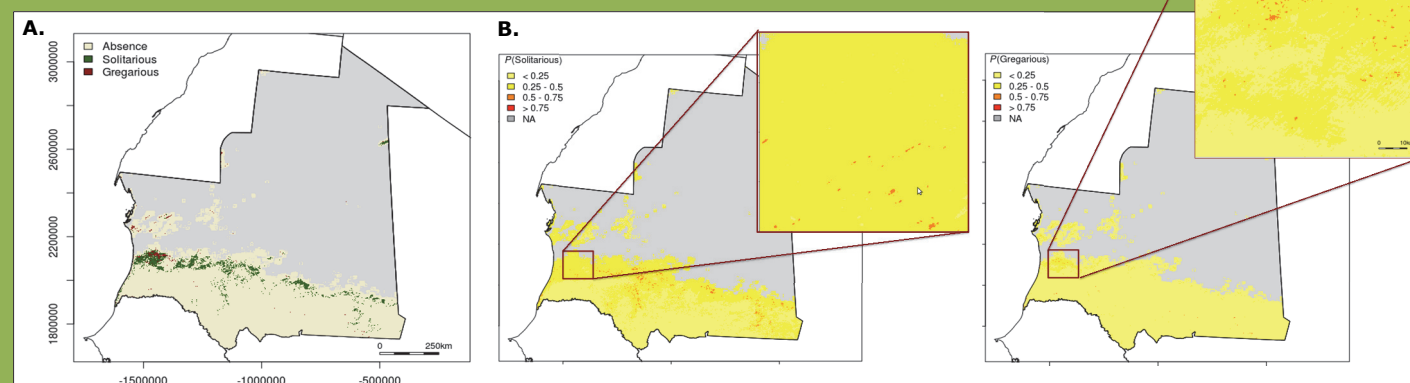 A.
Absence
Solitarious
Gregarious
3000000
2600000
2200000
1800000
0 250km
-1500000 -1000000 -500000
B.
P(Solitarious)
< 0.25
0.25 - 0.5
0.5 - 0.75
> 0.75
NA
P(Gregarious)
< 0.25
0.25 - 0.5
0.5 - 0.75
> 0.75
NA
0